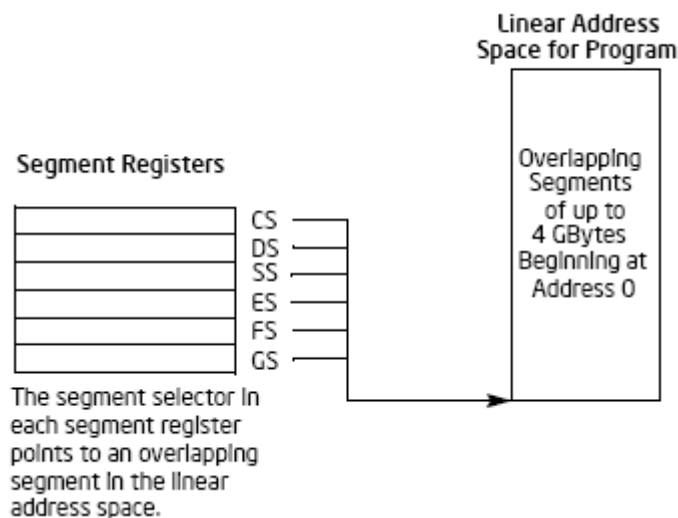 Linear Address
Space for Program
Segment Registers
Overlapping
Segments
of up to
4 GBytes
Beginning at
Address 0
CS
DS
SS
ES
FS
GS
The segment selector in
each segment register
points to an overlapping
segment in the linear
address space.